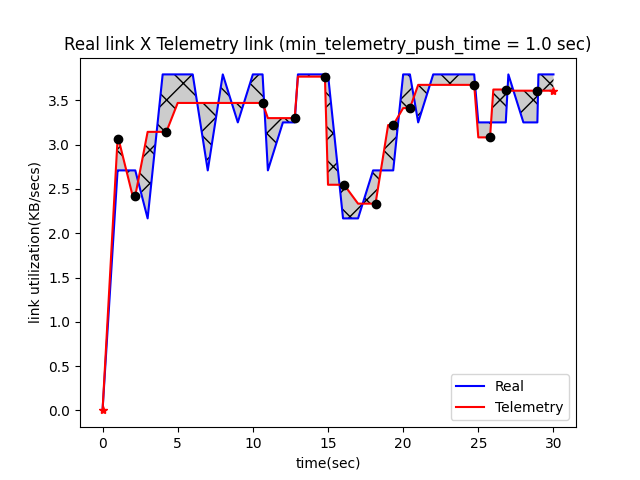 Real link X Telemetry link (min_telemetry_push_time = 1.0 sec)
link utilization(KB/secs)
3.5
3.0
2.5
2.0
1.5
1.0
0.5
0.0
Real
Telemetry
0 5 10 15 20 25 30
time(sec)